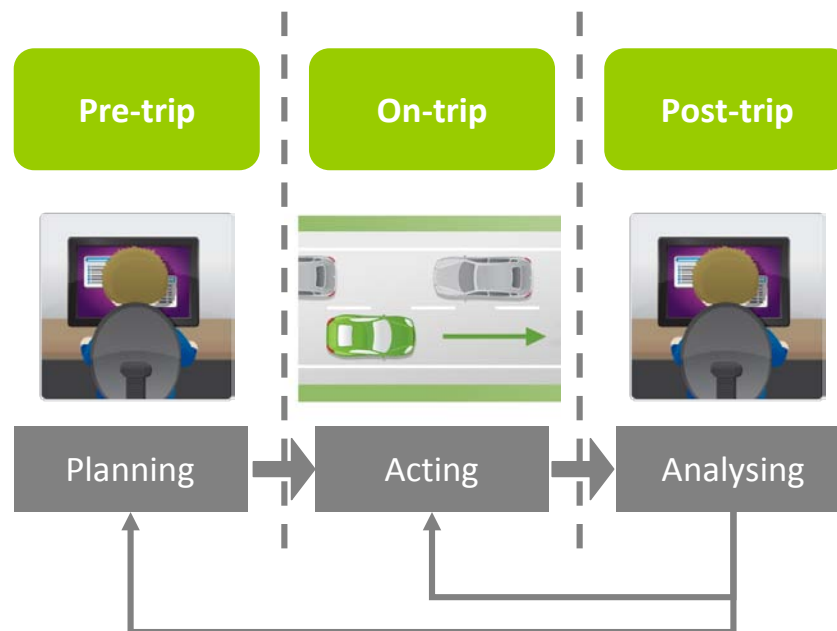 Pre-trip
On-trip
Post-trip
Planning
Acting
Analysing